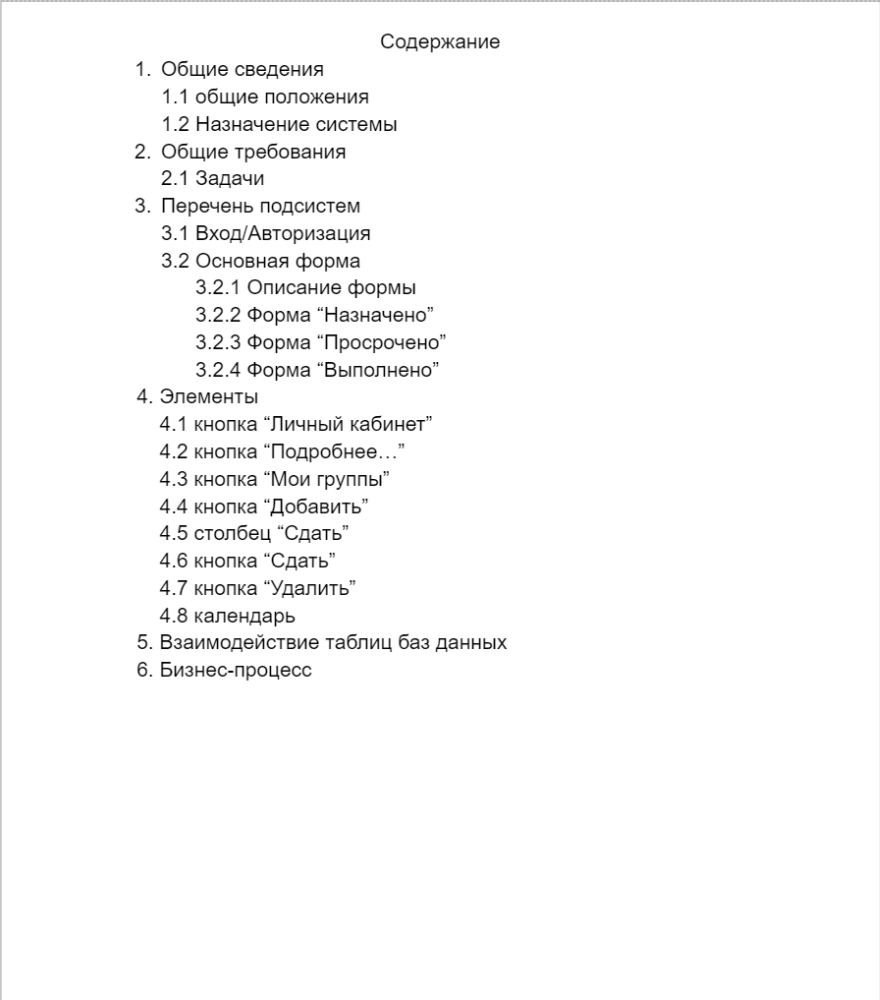 Содержание
1. Общие сведения
1.1 общие положения
1.2 Назначение системы
2. Общие требования
2.1 Задачи
3. Перечень подсистем
3.1 Вход/Авторизация
3.2 Основная форма
3.2.1 Описание формы
3.2.2 Форма “Назначено”
3.2.3 Форма “Просрочено”
3.2.4 Форма “Выполнено”
4. Элементы
4.1 кнопка “Личный кабинет”
4.2 кнопка “Подробнее…”
4.3 кнопка “Мои группы”
4.4 кнопка “Добавить”
4.5 столбец “Сдать”
4.6 кнопка “Сдать”
4.7 кнопка “Удалить”
4.8 календарь
5. Взаимодействие таблиц баз данных
6. Бизнес-процесс